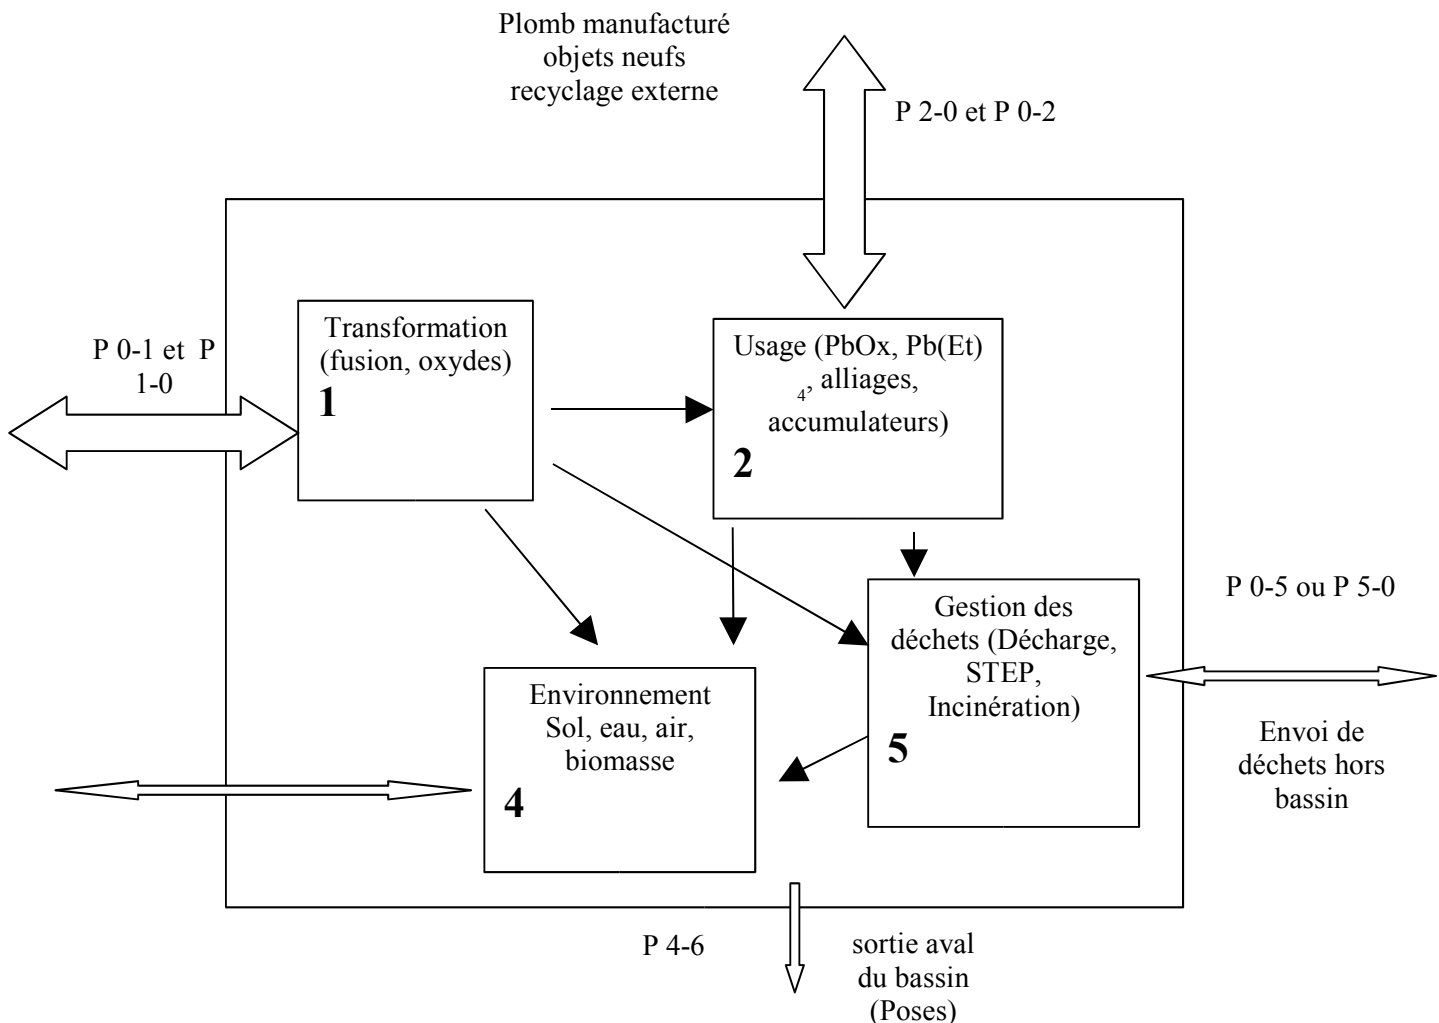 Plomb manufacturé
objets neufs
recyclage externe
P 2-0 et P 0-2
P 0-1 et P
1-0
Transformation
(fusion, oxydes)
1
Usage (PbOx, Pb(Et)
4, alliages,
accumulateurs)
2
Gestion des
déchets (Décharge,
STEP,
Incinération)
5
P 0-5 ou P 5-0
Envoi de
déchets hors
bassin
Environnement
Sol, eau, air,
biomasse
4
P 4-6
sortie aval
du bassin
(Poses)